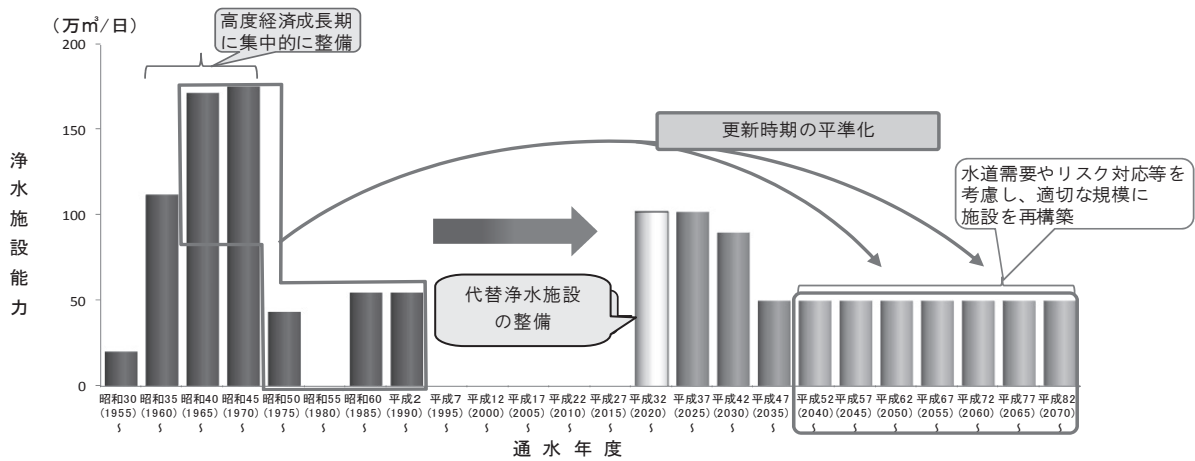 （万㎥/日）
高度経済成長期
に集中的に整備
200
150
100
50
0
浄水施設能力
更新時期の平準化
水道需要やリスク対応等を
考慮し、適切な規模に
施設を再構築
代替浄水施設
の整備
昭和30 昭和35 昭和40 昭和45 昭和50 昭和55 昭和60 平成2 平成7 平成12 平成17 平成22 平成27 平成32 平成37 平成42 平成47 平成52 平成57 平成62 平成67 平成72 平成77 平成82
(1955) (1960) (1965) (1970) (1975) (1980) (1985) (1990) (1995) (2000) (2005) (2010) (2015) (2020) (2025) (2030) (2035) (2040) (2045) (2050) (2055) (2060) (2065) (2070)
～ ～ ～ ～ ～ ～ ～ ～ ～ ～ ～ ～ ～ ～ ～ ～ ～ ～ ～ ～ ～ ～ ～ ～
通水年度